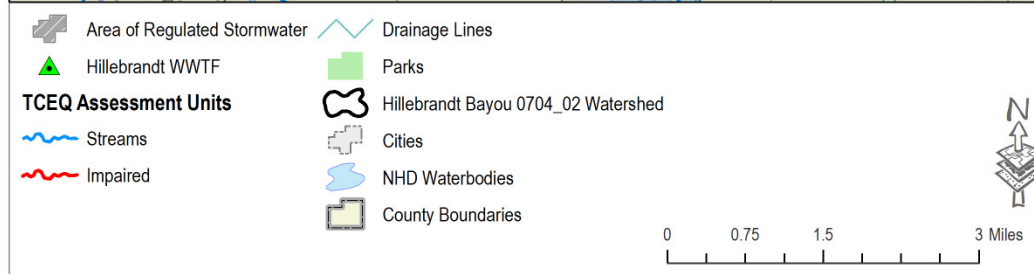 Area of Regulated Stormwater
Hillebrandt WWTF
TCEQ Assessment Units
Streams
Impaired
Drainage Lines
Parks
Hillebrandt Bayou 0704_02 Watershed
Cities
NHD Waterbodies
County Boundaries
N
0 0.75 1.5 3 Miles